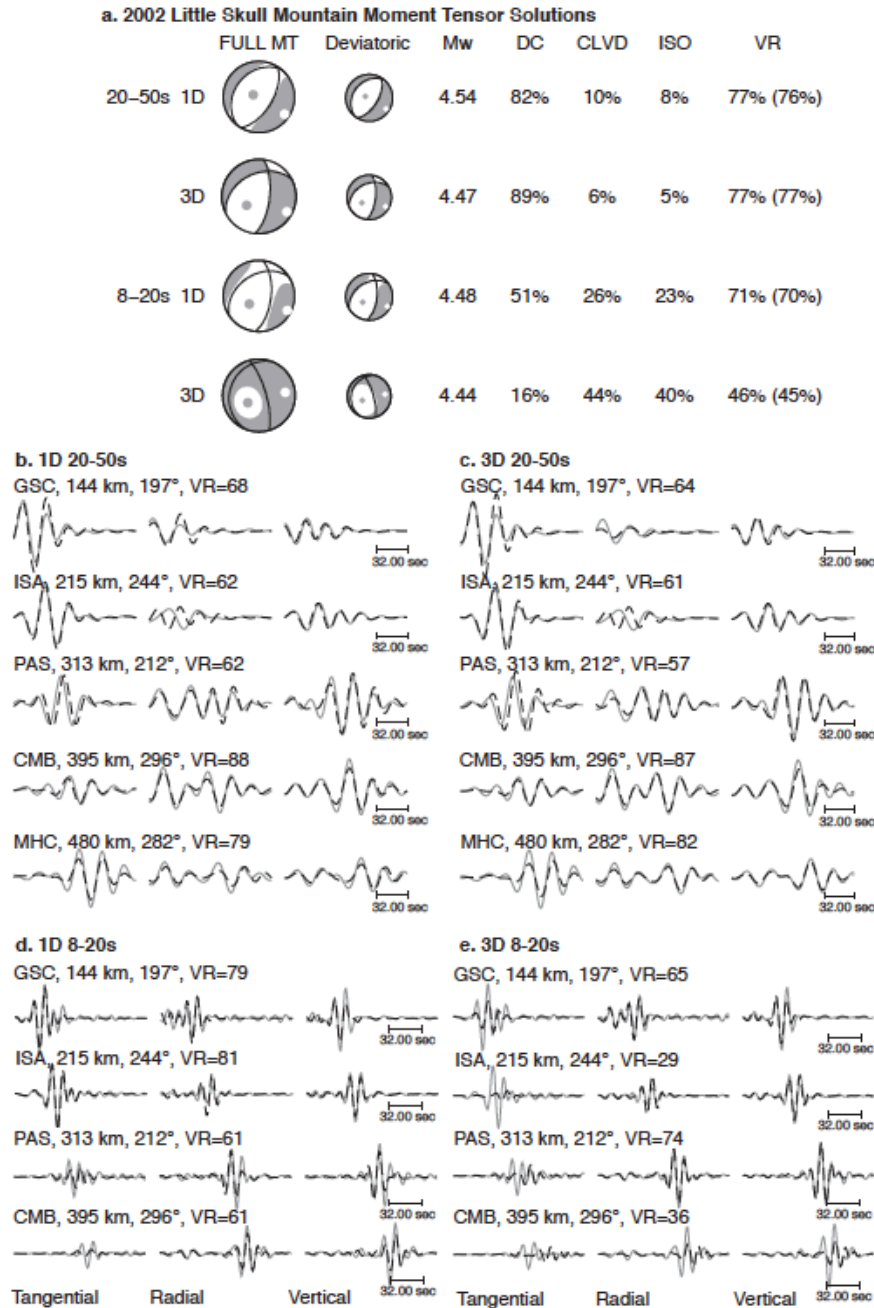 a. 2002 Little Skull Mountain Moment Tensor Solutions
FULL MT Deviatoric Mw DC CLVD ISO VR
20–50s 1D 4.54 82% 10% 8% 77% (76%)
3D 4.47 89% 6% 5% 77% (77%)
8–20s 1D 4.48 51% 26% 23% 71% (70%)
3D 4.44 16% 44% 40% 46% (45%)
b. 1D 20-50s
GSC, 144 km, 197°, VR=68
32.00 sec
ISA, 215 km, 244°, VR=62
32.00 sec
PAS, 313 km, 212°, VR=62
32.00 sec
CMB, 395 km, 296°, VR=88
32.00 sec
MHC, 480 km, 282°, VR=79
32.00 sec
c. 3D 20-50s
GSC, 144 km, 197°, VR=64
32.00 sec
ISA, 215 km, 244°, VR=61
32.00 sec
PAS, 313 km, 212°, VR=57
32.00 sec
CMB, 395 km, 296°, VR=87
32.00 sec
MHC, 480 km, 282°, VR=82
32.00 sec
d. 1D 8-20s
GSC, 144 km, 197°, VR=79
32.00 sec
ISA, 215 km, 244°, VR=81
32.00 sec
PAS, 313 km, 212°, VR=61
32.00 sec
CMB, 395 km, 296°, VR=61
32.00 sec
Tangential Radial Vertical
e. 3D 8-20s
GSC, 144 km, 197°, VR=65
32.00 sec
ISA, 215 km, 244°, VR=29
32.00 sec
PAS, 313 km, 212°, VR=74
32.00 sec
CMB, 395 km, 296°, VR=36
32.00 sec
Tangential Radial Vertical